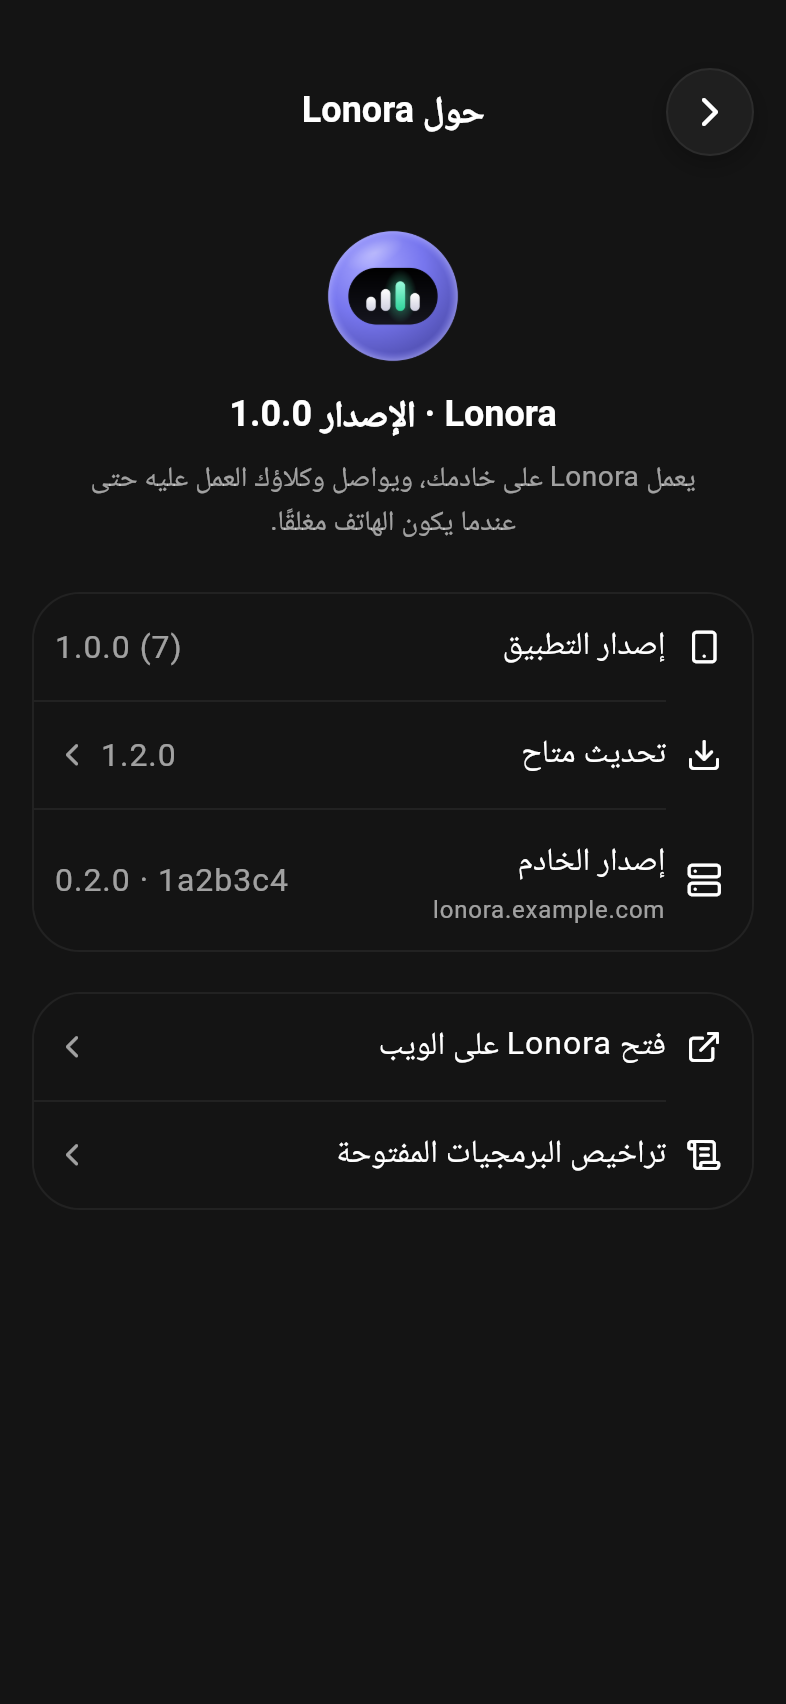 حول Lonora
Lonora · الإصدار 1.0.0
يعمل Lonora على خادمك، ويواصل وكلاؤك العمل عليه حتى
عندما يكون الهاتف مغلقًا.
إصدار التطبيق
1.0.0 (7)
تحديث متاح
1.2.0
إصدار الخادم
lonora.example.com
0.2.0 · 1a2b3c4
فتح Lonora على الويب
تراخيص البرمجيات المفتوحة